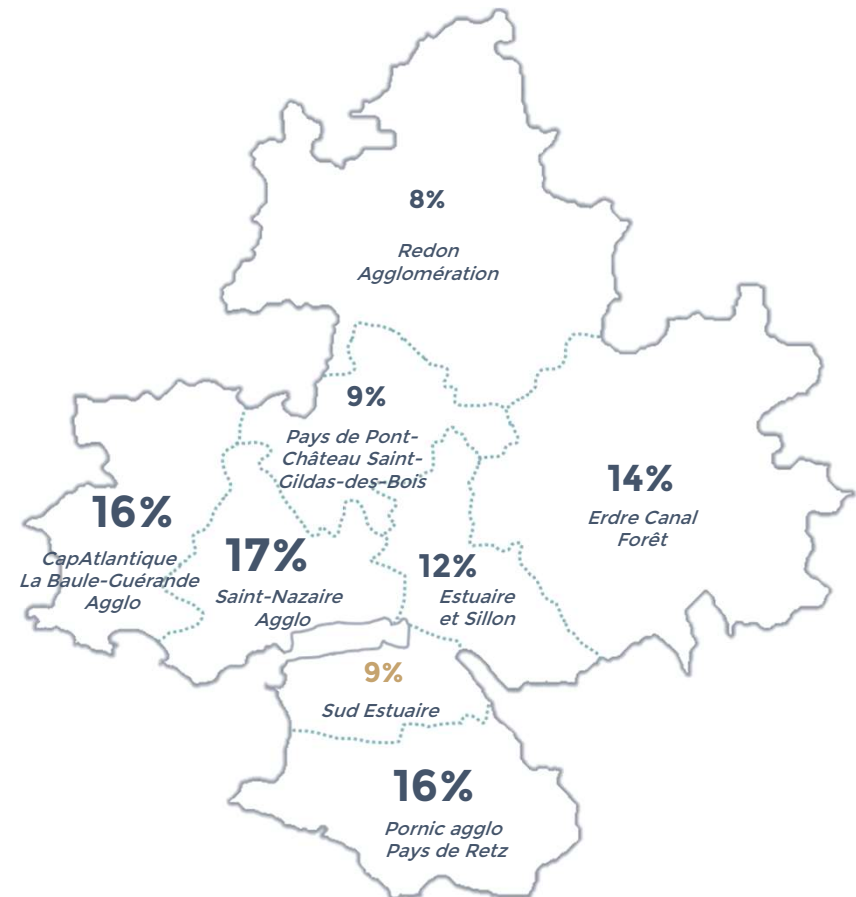 8%
Redon
Agglomération
9%
Pays de Pont-
Château Saint-
Gildas-des-Bois
14%
Erdre Canal
Forêt
16%
CapAtlantique
La Baule-Guérande
Agglo
17%
Saint-Nazaire
Agglo
12%
Estuaire
et Sillon
9%
Sud Estuaire
16%
Pornic agglo
Pays de Retz